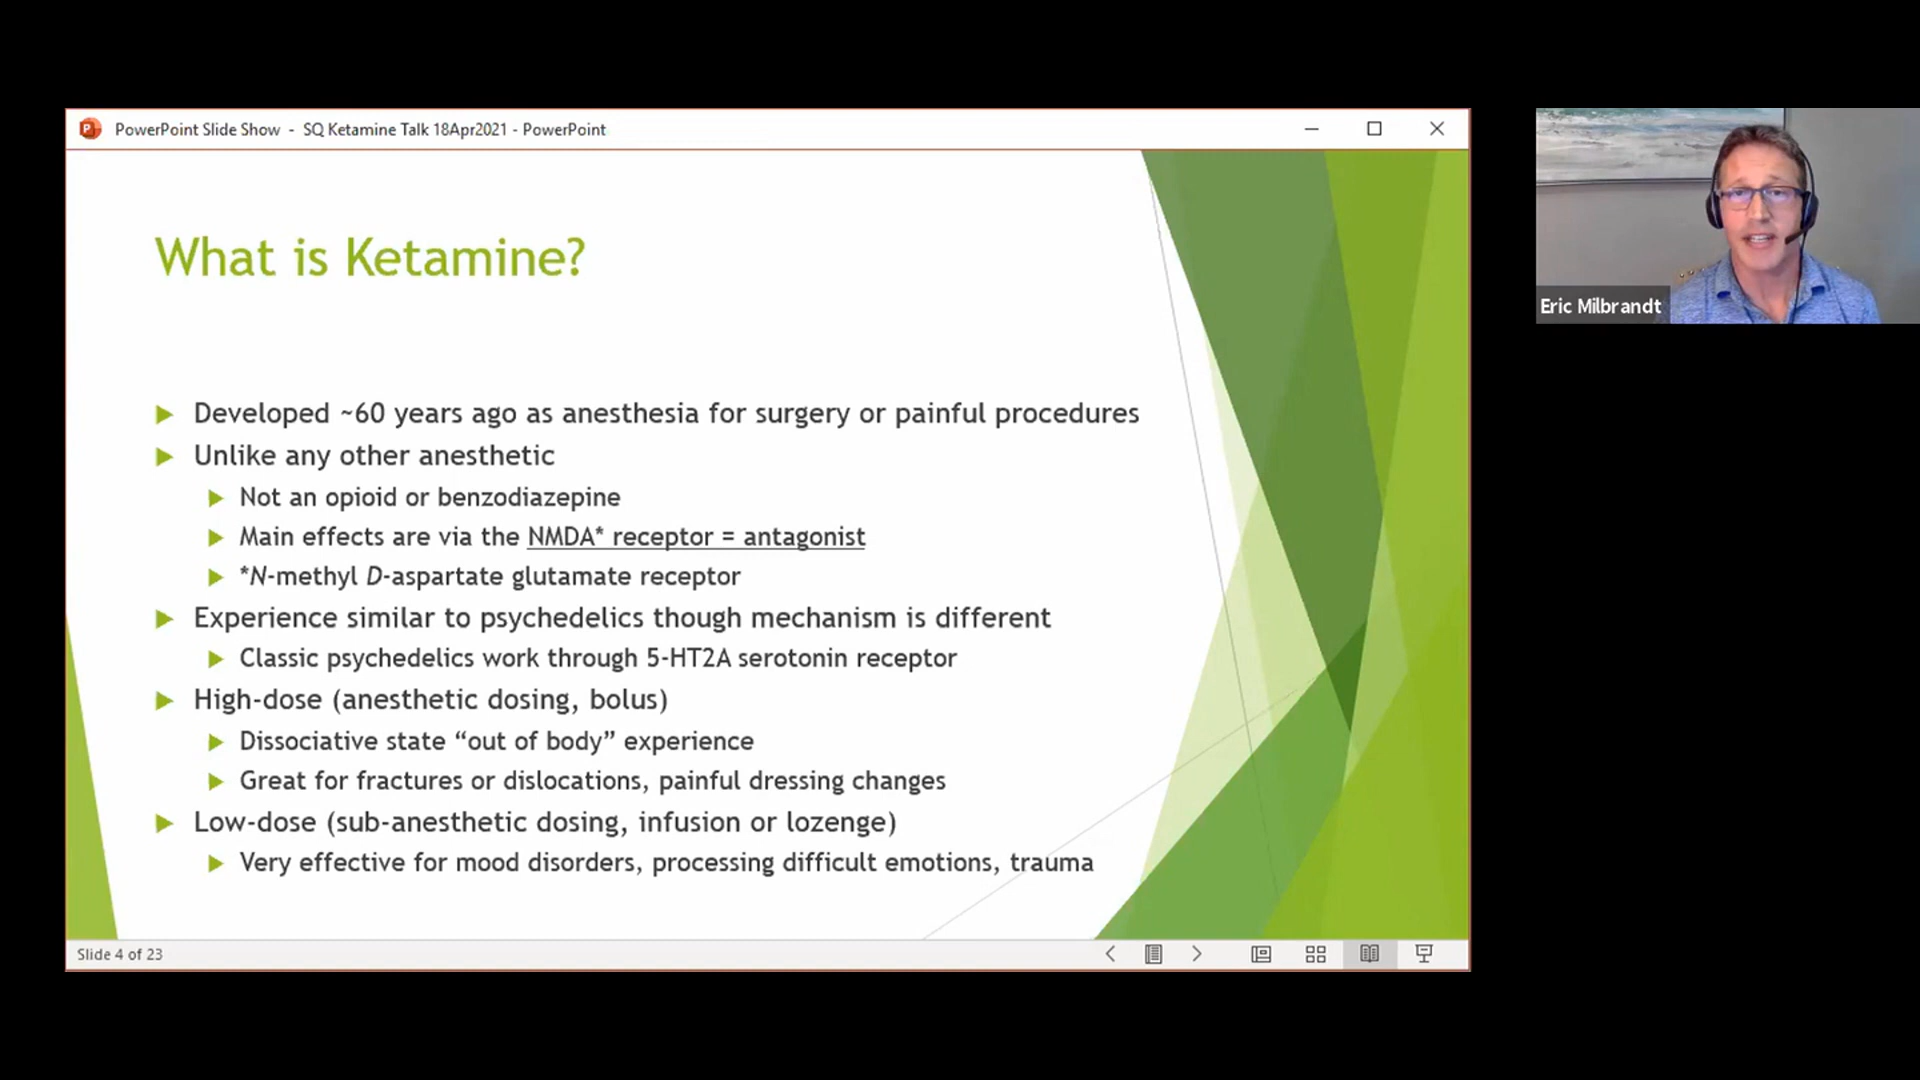 PowerPoint Slide Show - SQ Ketamine Talk 18Apr2021 - PowerPoint
What is Ketamine?
Developed ~60 years ago as anesthesia for surgery or painful procedures
Unlike any other anesthetic
Not an opioid or benzodiazepine
Main effects are via the NMDA* receptor = antagonist
*N-methyl D-aspartate glutamate receptor
Experience similar to psychedelics though mechanism is different
Classic psychedelics work through 5-HT2A serotonin receptor
High-dose (anesthetic dosing, bolus)
Dissociative state “out of body” experience
Great for fractures or dislocations, painful dressing changes
Low-dose (sub-anesthetic dosing, infusion or lozenge)
Very effective for mood disorders, processing difficult emotions, trauma
Slide 4 of 23
Eric Milbrandt